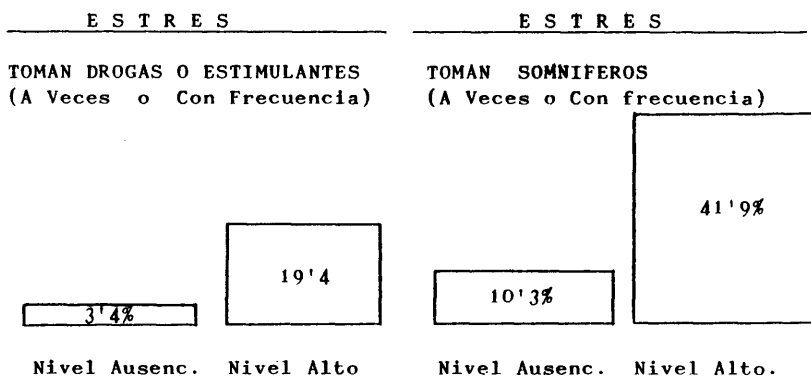 E S T R E S
TOMAN DROGAS O ESTIMULANTES
(A Veces o Con Frecuencia)
3'4%
19'4
Nivel Ausenc. Nivel Alto
E S T R E S
TOMAN SOMNIFEROS
(A Veces o Con frecuencia)
10'3%
41'9%
Nivel Ausenc. Nivel Alto.